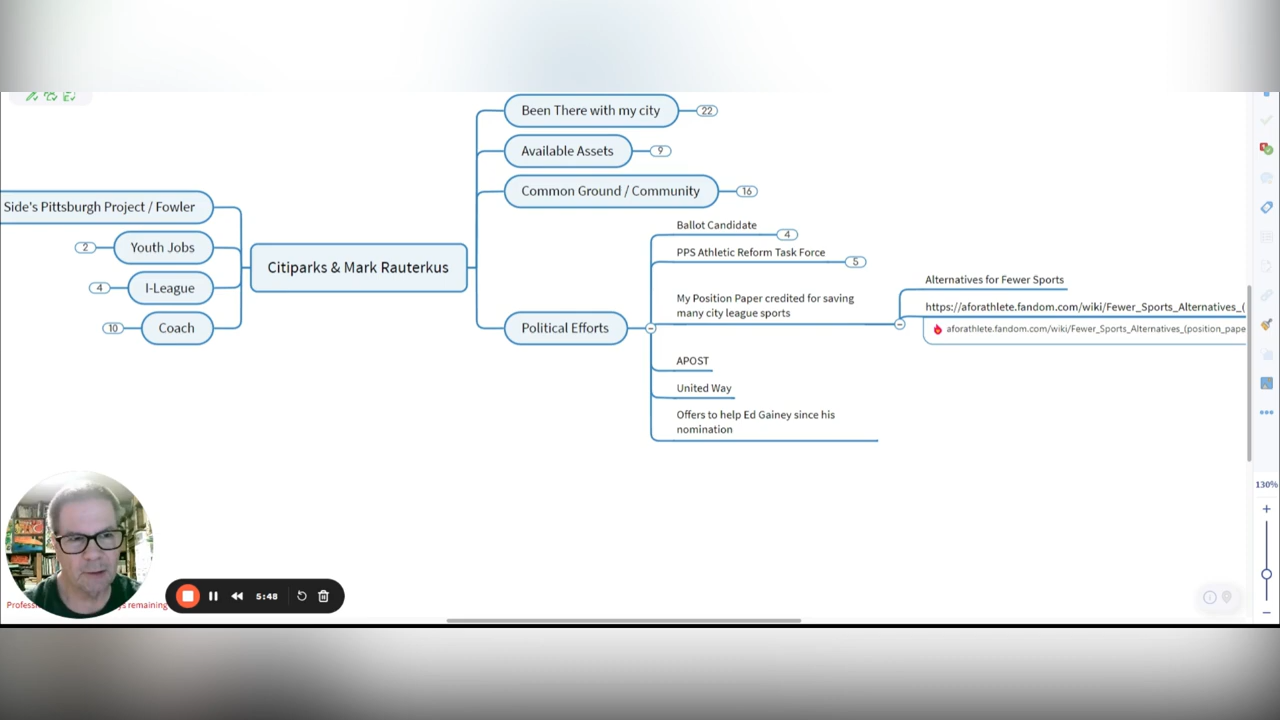 Been There with my city
22
Available Assets
9
Common Ground / Community
16
Side's Pittsburgh Project / Fowler
2
Youth Jobs
4
I-League
10
Coach
Citiparks & Mark Rauterkus
Political Efforts
Ballot Candidate
4
PPS Athletic Reform Task Force
5
My Position Paper credited for saving
many city league sports
Alternatives for Fewer Sports
https://aforathlete.fandom.com/wiki/Fewer_Sports_Alternatives_(
aforathlete.fandom.com/wiki/Fewer_Sports_Alternatives_(position_pape
APOST
United Way
Offers to help Ed Gainey since his
nomination
130%
5:48
remaining